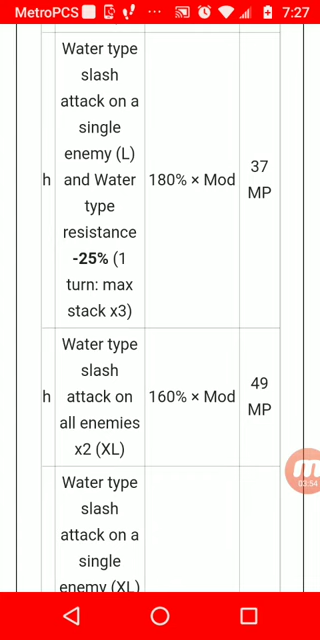 MetroPCS 7:27
Water type
slash
attack on a
single
enemy (L)
h and Water 180% × Mod 37 MP
type
resistance
-25% (1
turn: max
stack x3)
Water type
slash
h attack on 160% × Mod 49 MP
all enemies
x2 (XL)
03:54
Water type
slash
attack on a
single
enemy (XL)